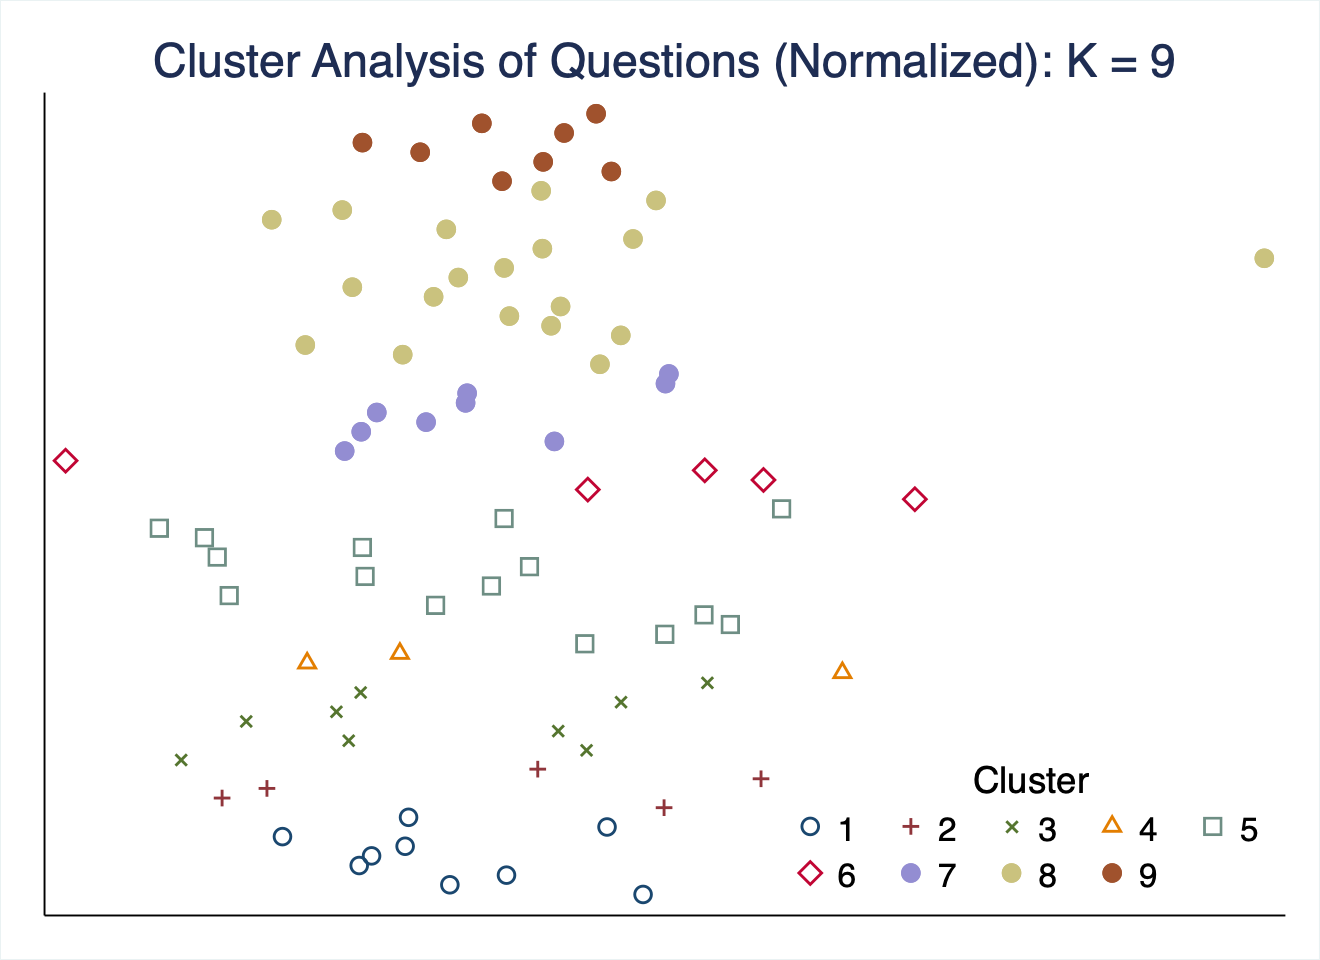 Cluster Analysis of Questions (Normalized): K = 9
Cluster
1 2 3 4 5
6 7 8 9